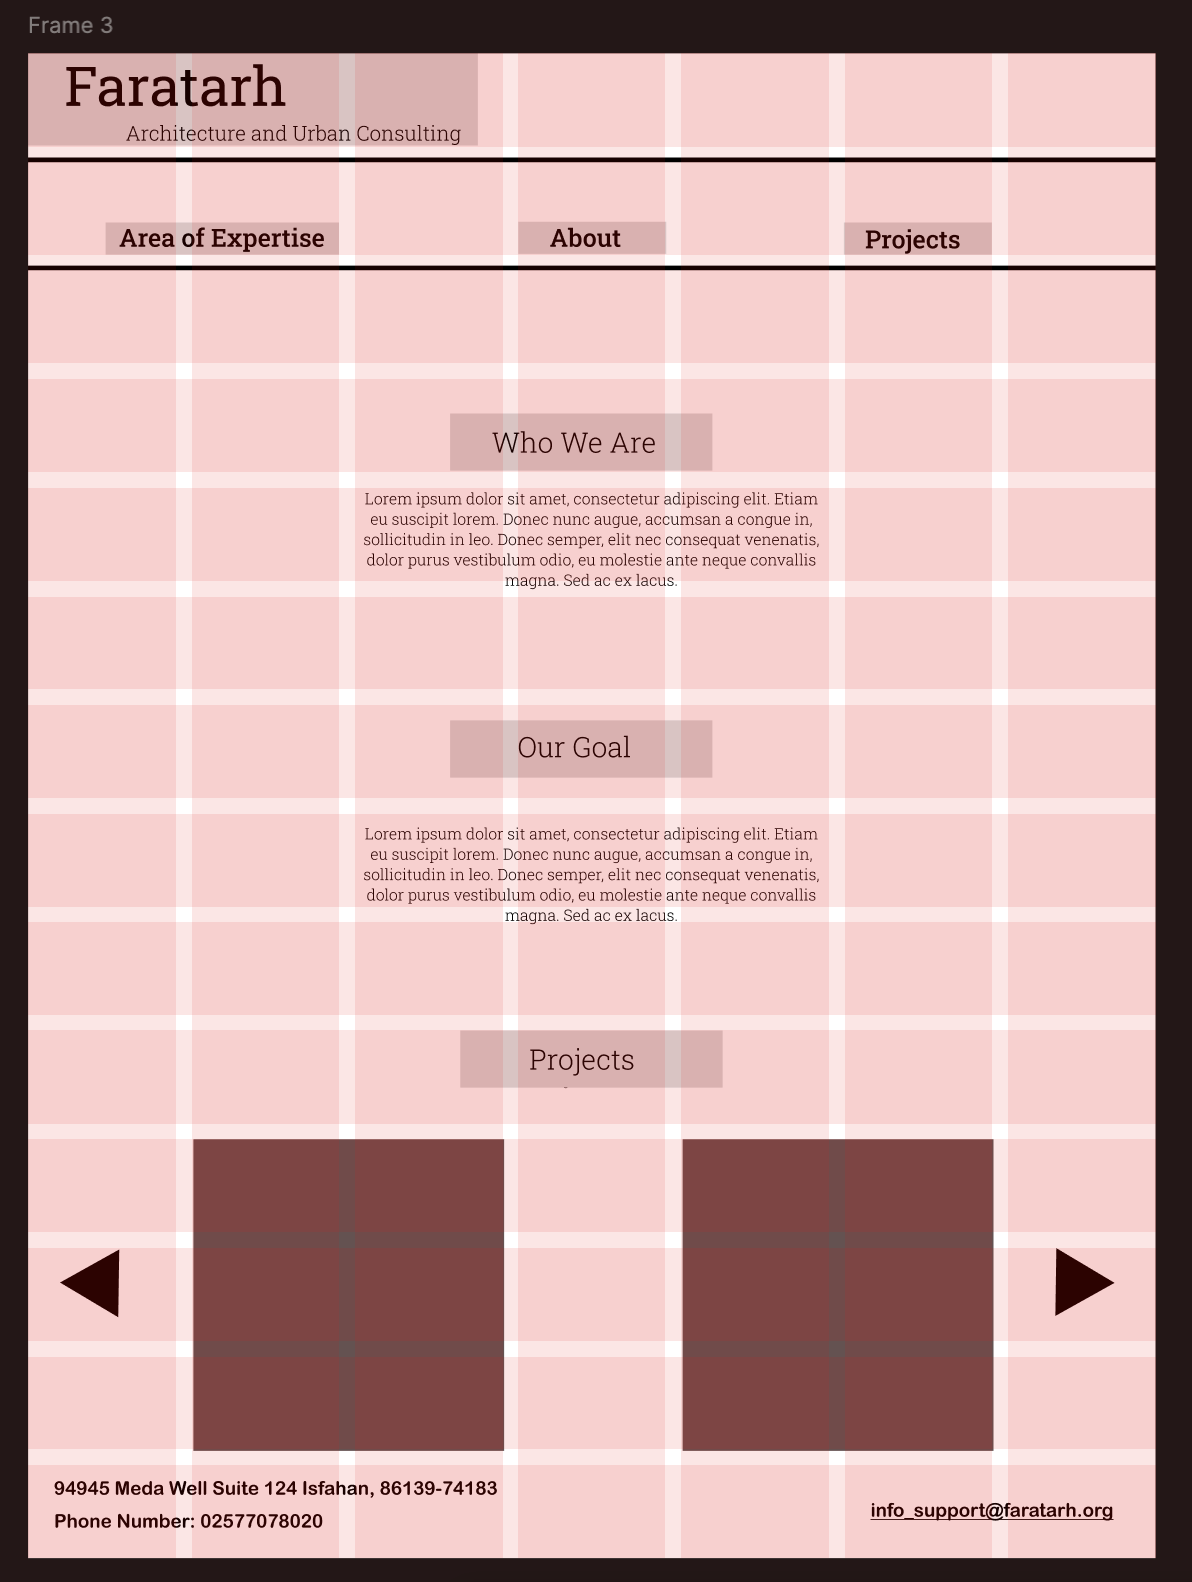 Frame 3
Faratarh
Architecture and Urban Consulting
Area of Expertise
About
Projects
Who We Are
Lorem ipsum dolor sit amet, consectetur adipiscing elit. Etiam
eu suscipit lorem. Donec nunc augue, accumsan a congue in,
sollicitudin in leo. Donec semper, elit nec consequat venenatis,
dolor purus vestibulum odio, eu molestie ante neque convallis
magna. Sed ac ex lacus.
Our Goal
Lorem ipsum dolor sit amet, consectetur adipiscing elit. Etiam
eu suscipit lorem. Donec nunc augue, accumsan a congue in,
sollicitudin in leo. Donec semper, elit nec consequat venenatis,
dolor purus vestibulum odio, eu molestie ante neque convallis
magna. Sed ac ex lacus.
Projects
94945 Meda Well Suite 124 Isfahan, 86139-74183
Phone Number: 02577078020
info_support@faratarh.org